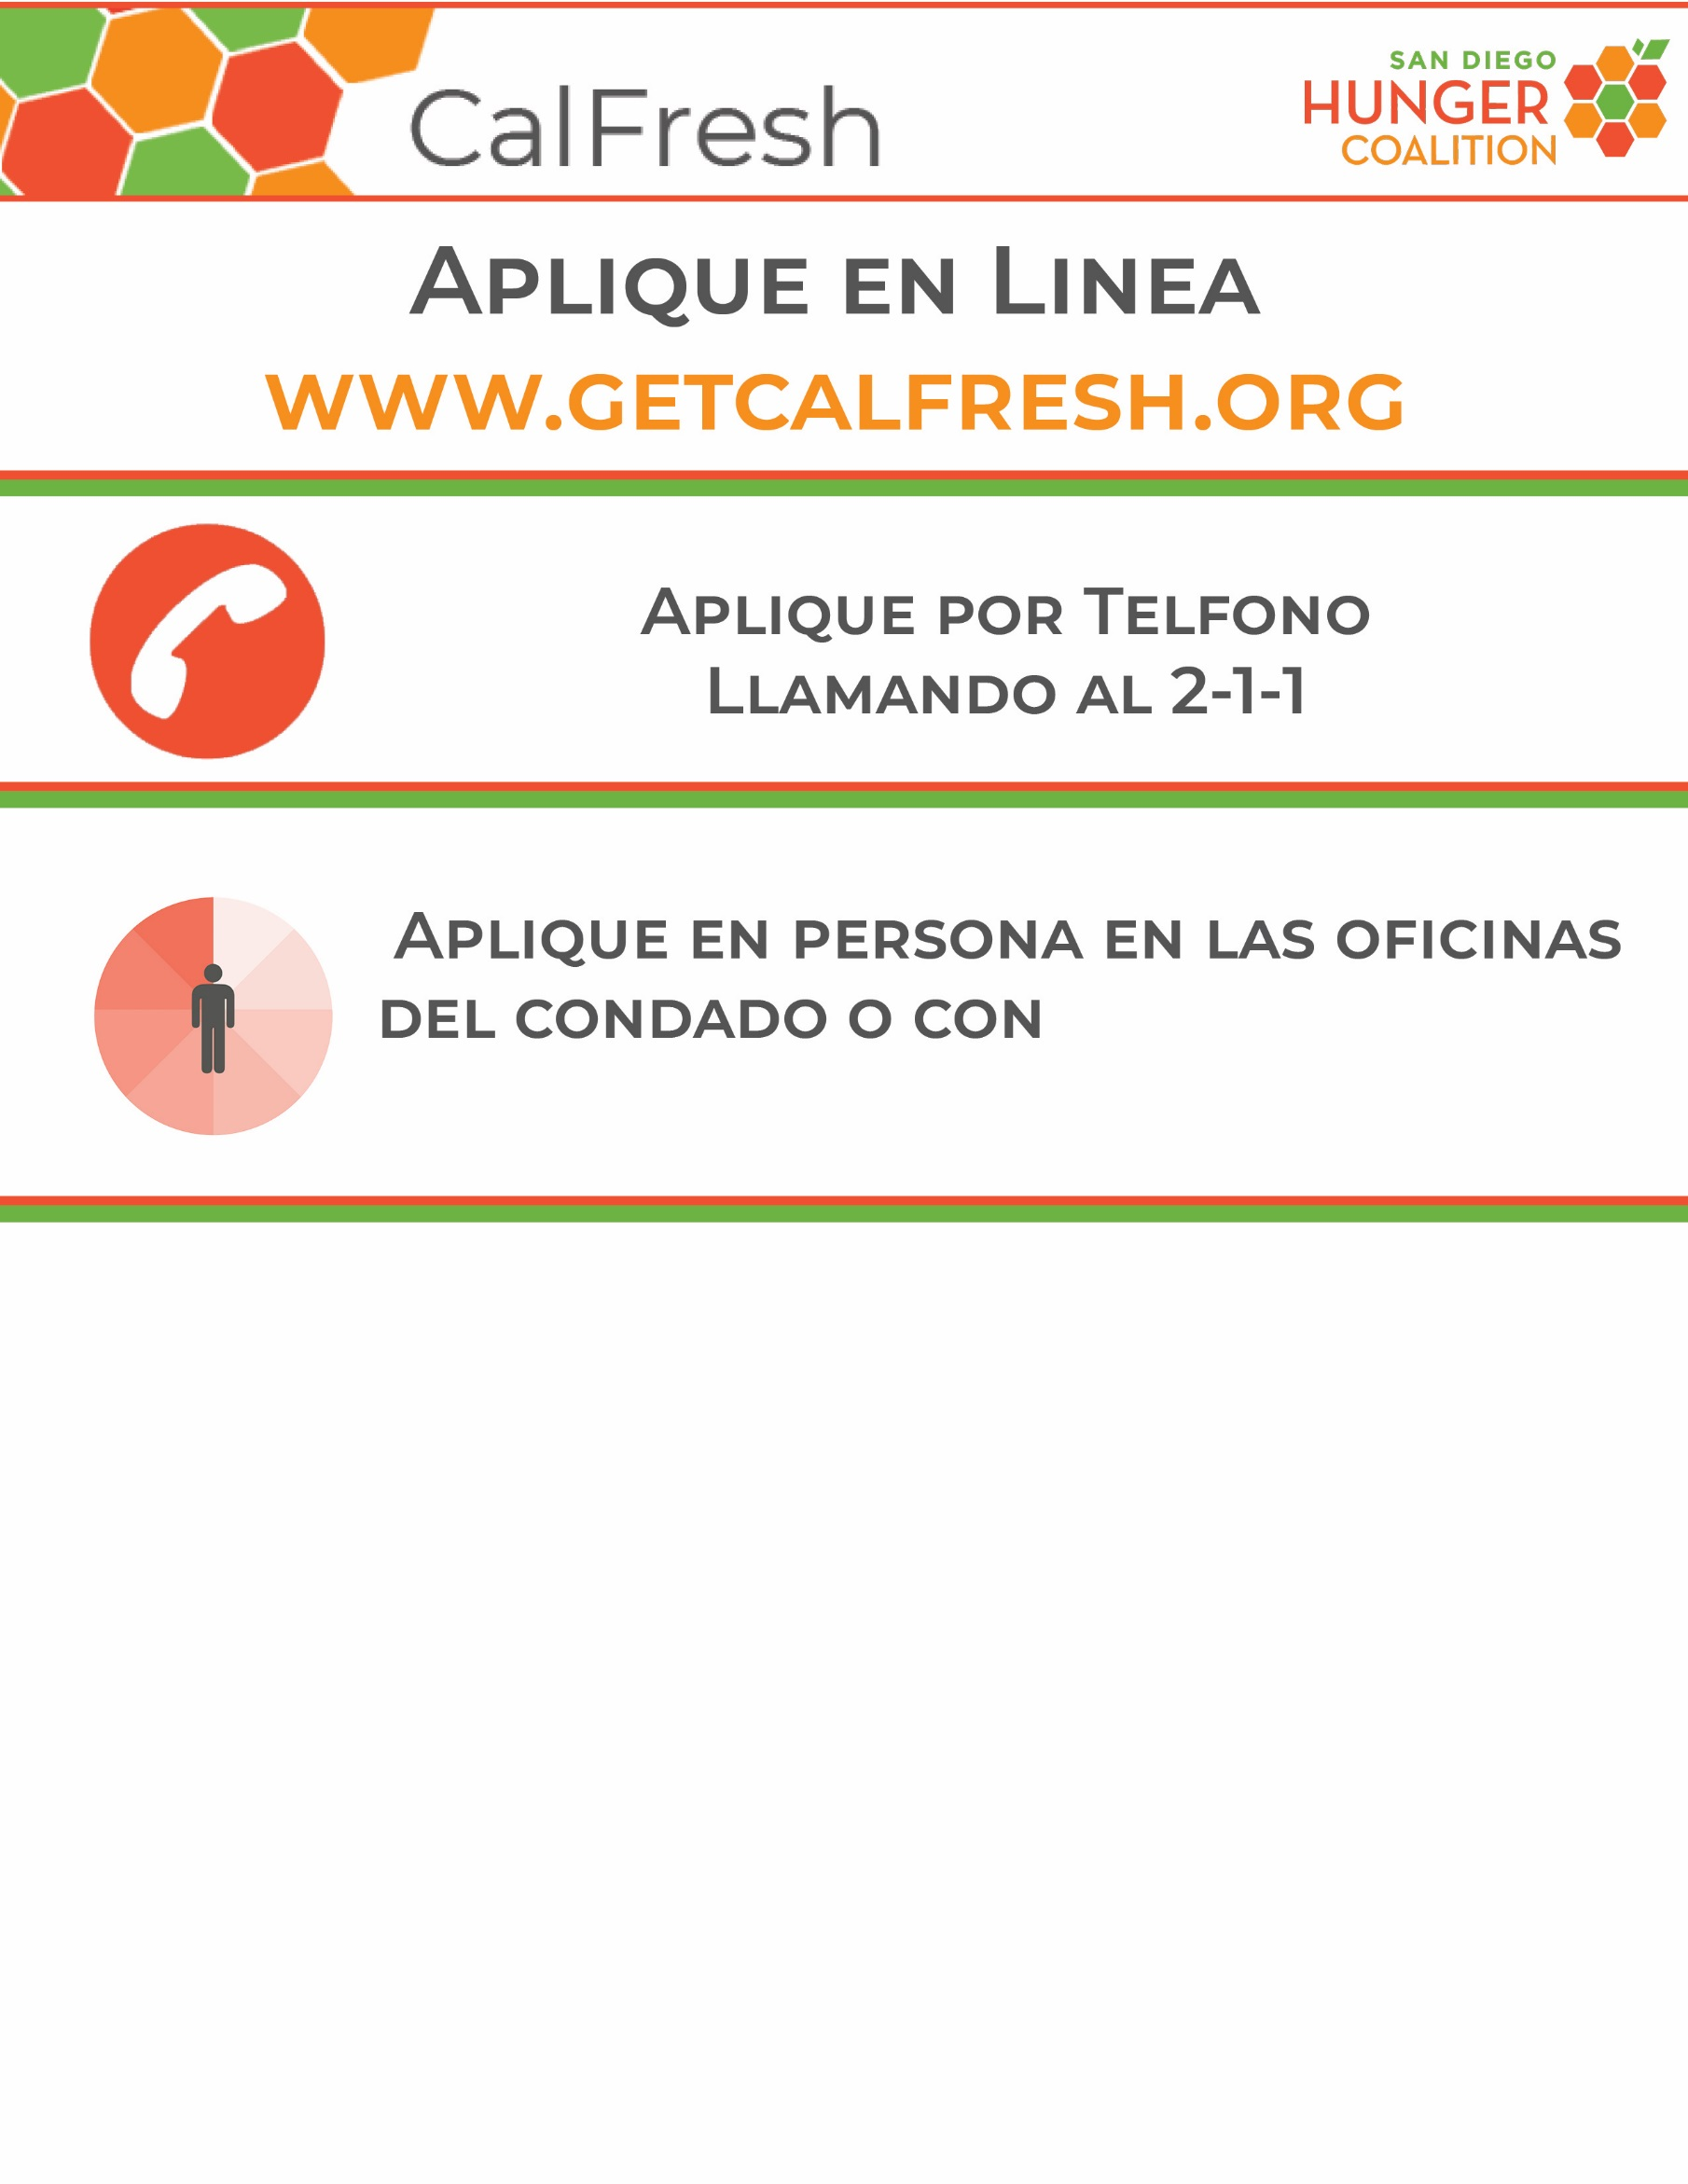 CalFresh
SAN DIEGO
HUNGER
COALITION
APLIQUE EN LINEA
WWW.GETCALFRESH.ORG
APLIQUE POR TELFONO
LLAMANDO AL 2-1-1
APLIQUE EN PERSONA EN LAS OFICINAS
DEL CONDADO O CON